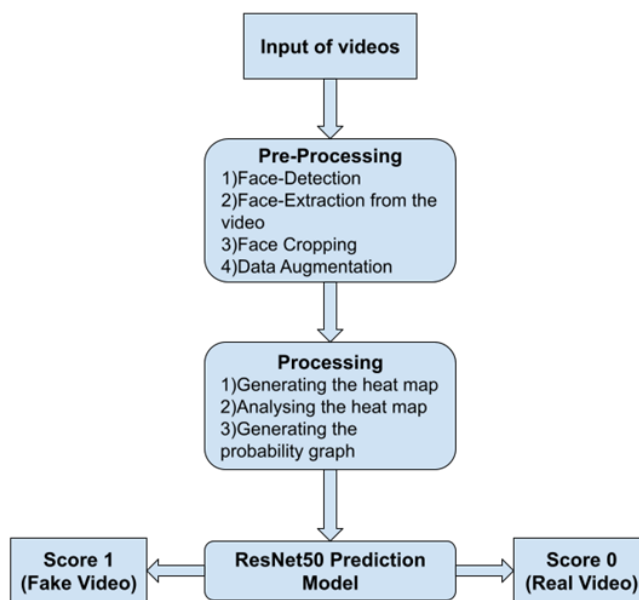 Input of videos
Pre-Processing
1)Face-Detection
2)Face-Extraction from the
video
3)Face Cropping
4)Data Augmentation
Processing
1)Generating the heat map
2)Analysing the heat map
3)Generating the
probability graph
Score 1
(Fake Video)
ResNet50 Prediction
Model
Score 0
(Real Video)